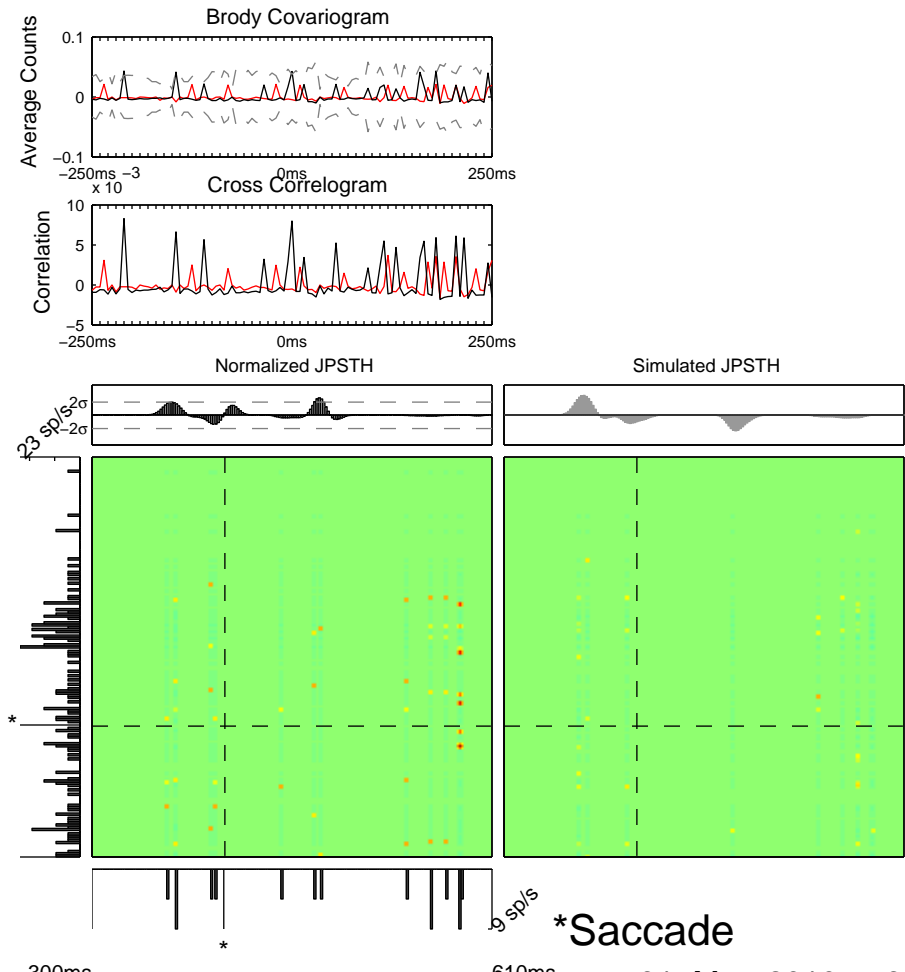 Brody Covariogram
Average Counts
0.1
0
−0.1
−250ms
0ms
250ms
x 10
−3
Cross Correlogram
Correlation
10
5
0
−5
−250ms
0ms
250ms
Normalized JPSTH
Simulated JPSTH
2σ
−2σ
23 sp/s
*
*
9 sp/s
*Saccade
610ms